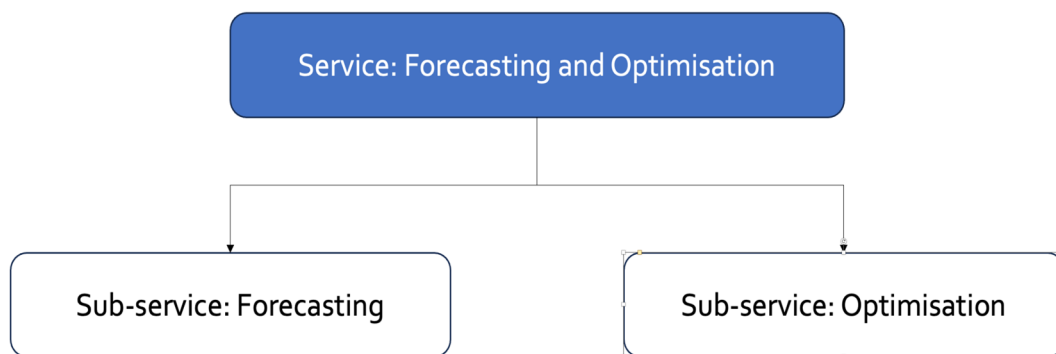 Service: Forecasting and Optimisation
Sub-service: Forecasting
Sub-service: Optimisation